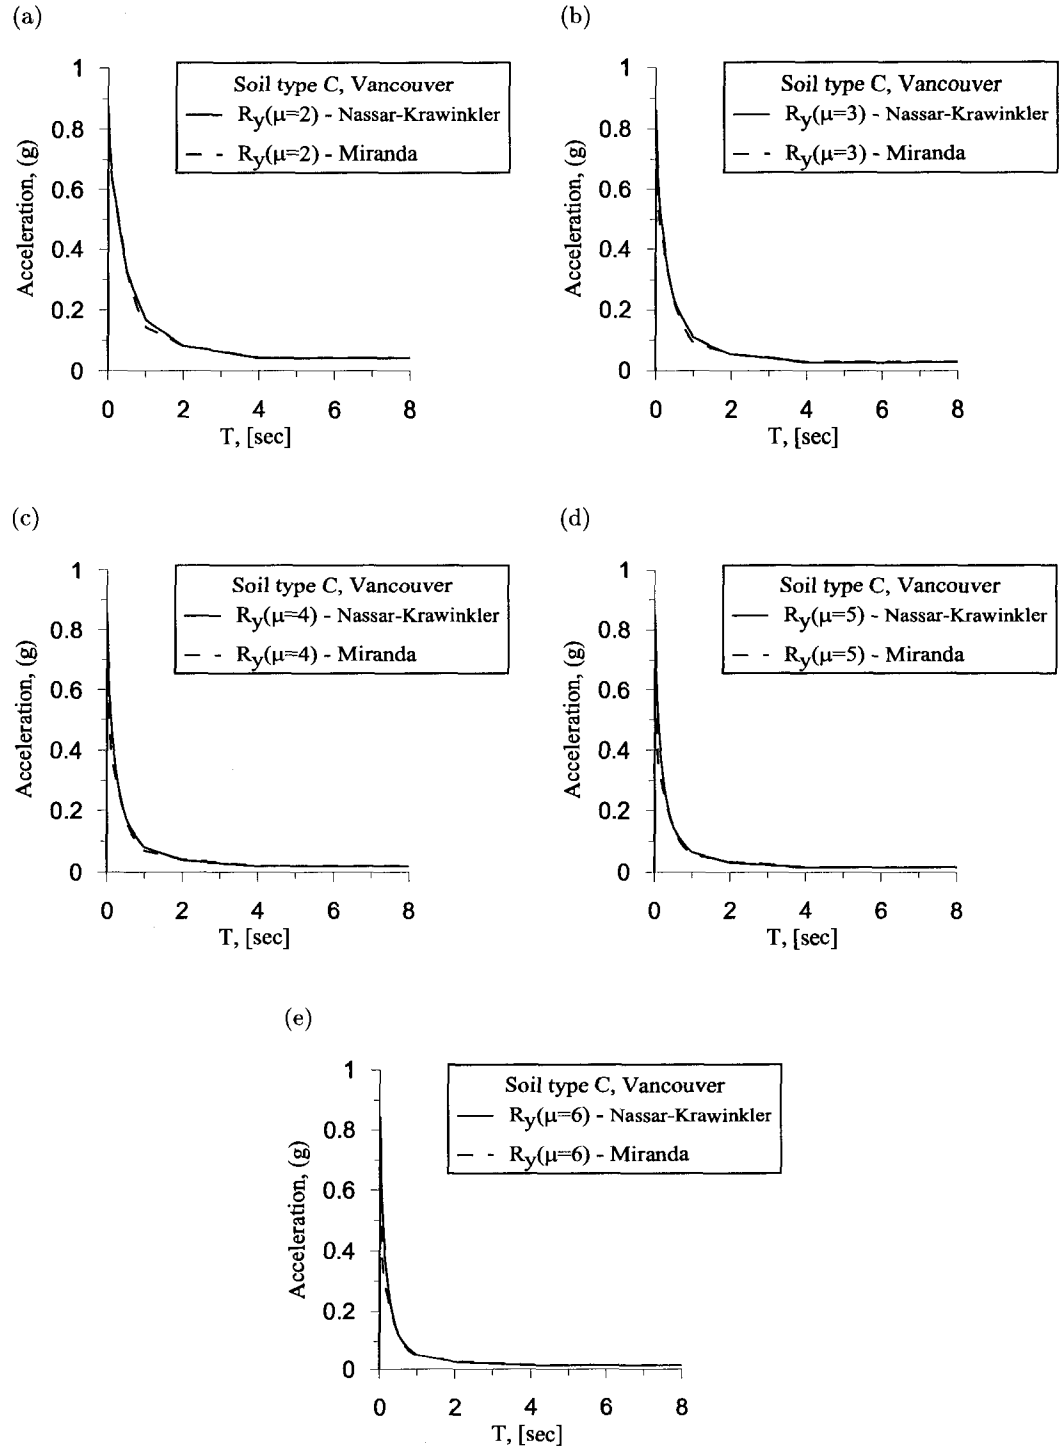 (a)
Soil type C, Vancouver
Ry(μ=2) - Nassar-Krawinkler
Ry(μ=2) - Miranda
Acceleration, (g)
1
0.8
0.6
0.4
0.2
0
0 2 4 6 8
T, [sec]
(b)
Soil type C, Vancouver
Ry(μ=3) - Nassar-Krawinkler
Ry(μ=3) - Miranda
Acceleration, (g)
1
0.8
0.6
0.4
0.2
0
0 2 4 6 8
T, [sec]
(c)
Soil type C, Vancouver
Ry(μ=4) - Nassar-Krawinkler
Ry(μ=4) - Miranda
Acceleration, (g)
1
0.8
0.6
0.4
0.2
0
0 2 4 6 8
T, [sec]
(d)
Soil type C, Vancouver
Ry(μ=5) - Nassar-Krawinkler
Ry(μ=5) - Miranda
Acceleration, (g)
1
0.8
0.6
0.4
0.2
0
0 2 4 6 8
T, [sec]
(e)
Soil type C, Vancouver
Ry(μ=6) - Nassar-Krawinkler
Ry(μ=6) - Miranda
Acceleration, (g)
1
0.8
0.6
0.4
0.2
0
0 2 4 6 8
T, [sec]